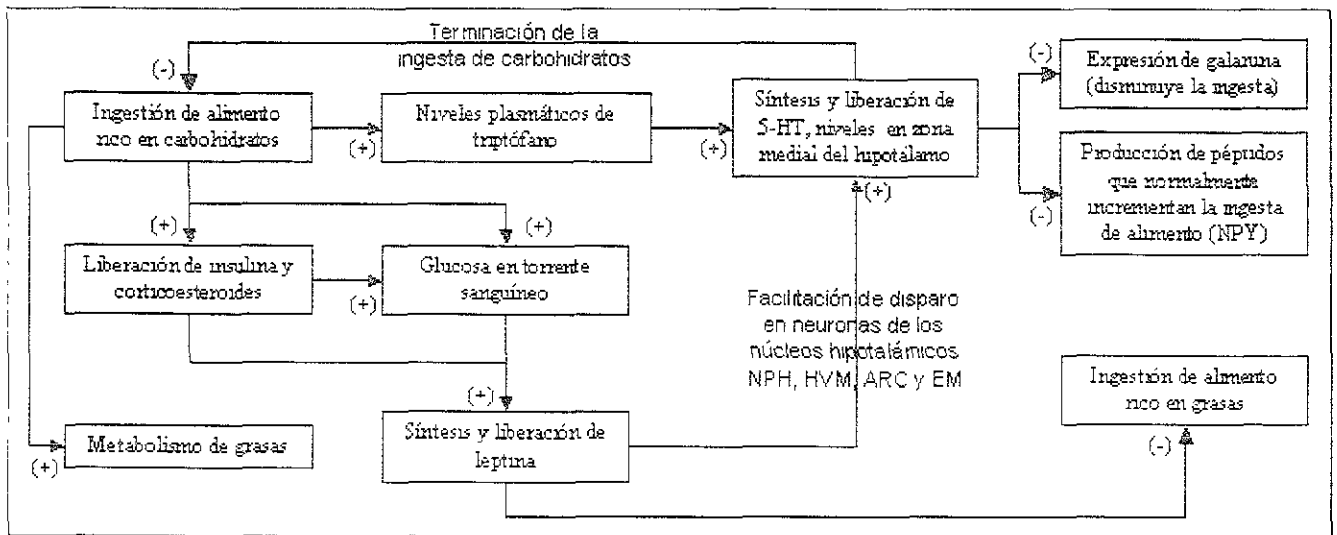 Terminación de la
ingesta de carbohidratos
(-)
(-)
Expresión de galanina
(disminuye la ingesta)
Ingestión de alimento
rico en carbohidratos
(+)
Niveles plasmáticos de
triptófano
(+)
Síntesis y liberación de
5-HT, niveles en zona
medial del hipotálamo
(+)
(-)
Producción de péptidos
que normalmente
incrementan la ingesta
de alimento (NPY)
(+)
(+)
Liberación de insulina y
corticoesteroides
(+)
Glucosa en torrente
sanguíneo
Facilitación de disparo
en neuronas de los
núcleos hipotalámicos
NPH, HVM, ARC y EM
Ingestión de alimento
rico en grasas
(-)
(+)
Metabolismo de grasas
(+)
Síntesis y liberación de
leptina